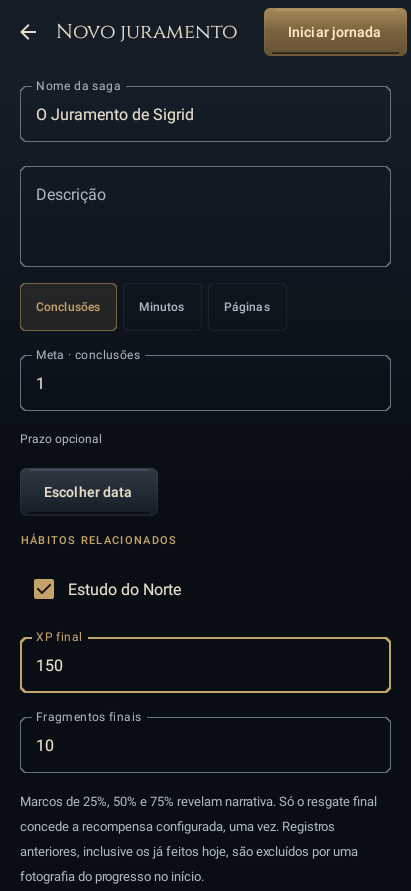 Novo juramento
Iniciar jornada
Nome da saga
O Juramento de Sigrid
Descrição
Conclusões
Minutos
Páginas
Meta · conclusões
1
Prazo opcional
Escolher data
HÁBITOS RELACIONADOS
Estudo do Norte
XP final
150
Fragmentos finais
10
Marcos de 25%, 50% e 75% revelam narrativa. Só o resgate final
concede a recompensa configurada, uma vez. Registros
anteriores, inclusive os já feitos hoje, são excluídos por uma
fotografia do progresso no início.